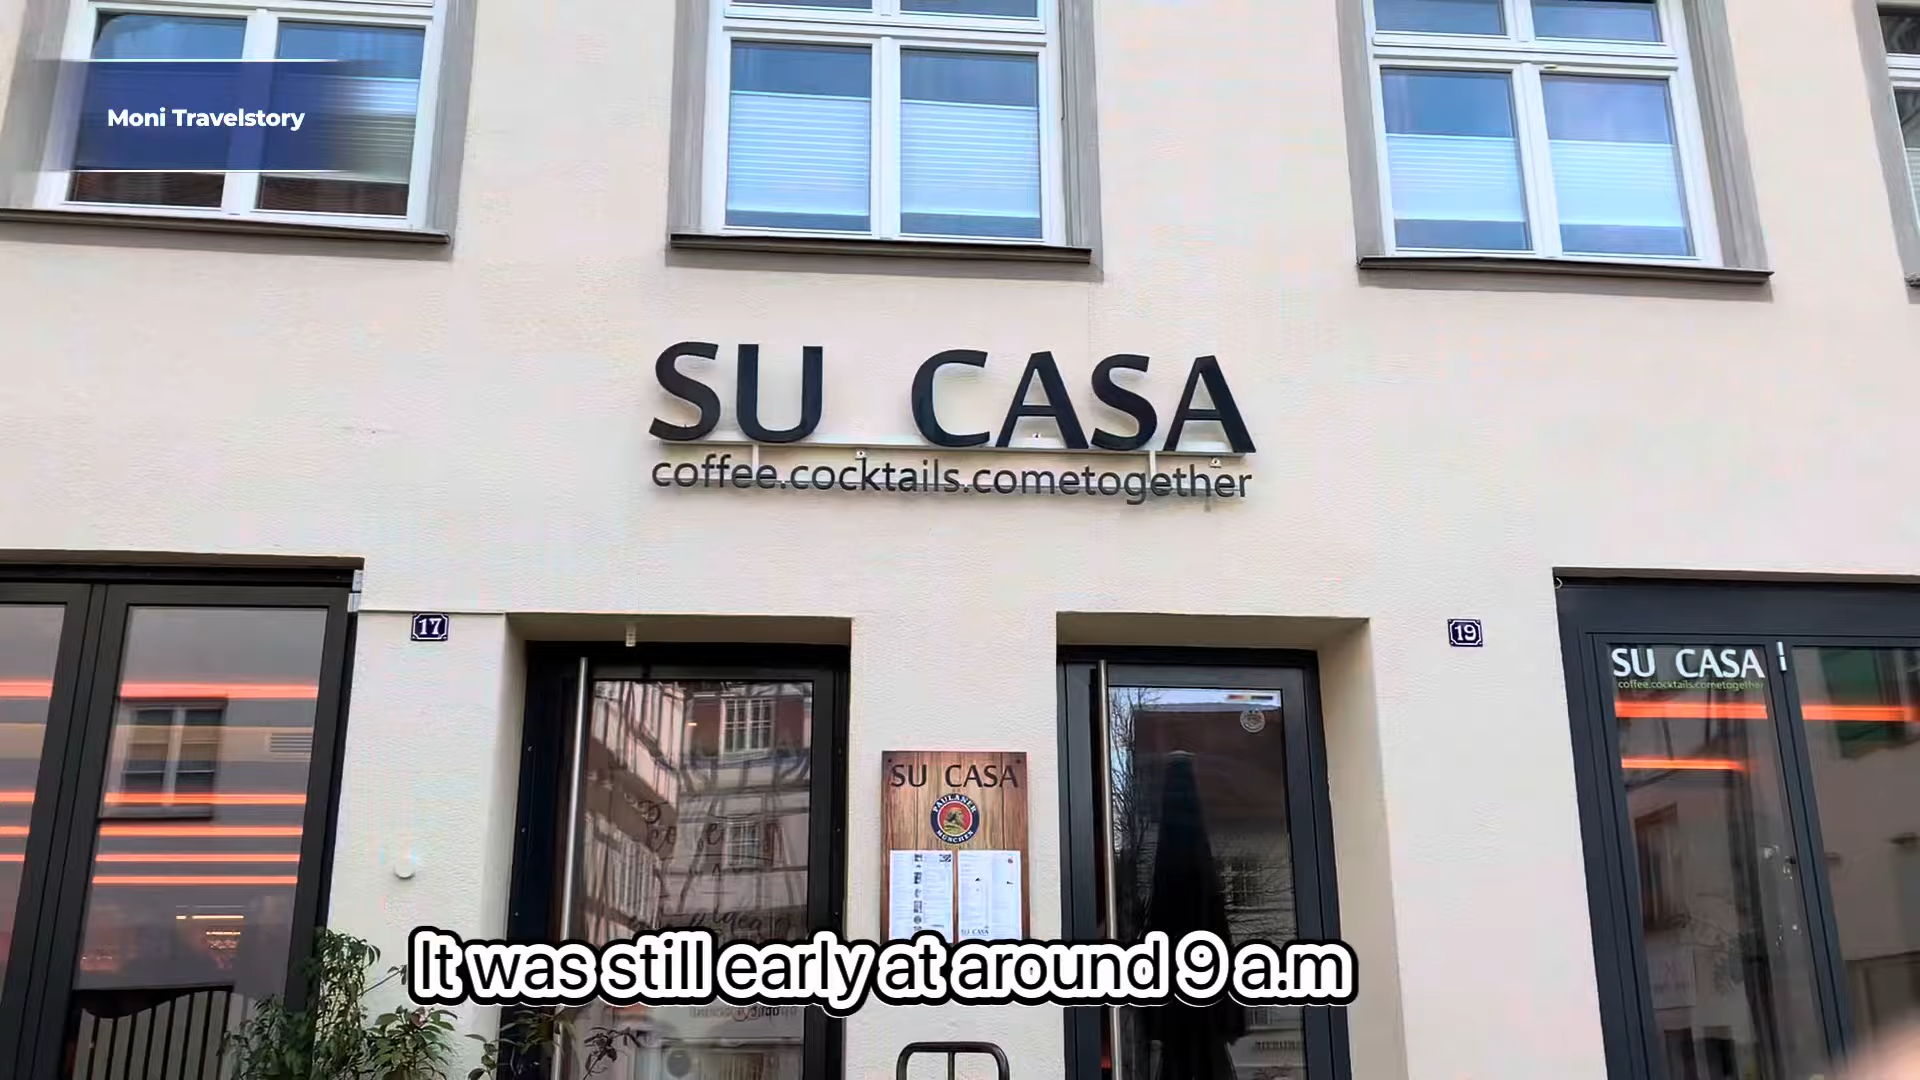 Moni Travelstory
SU CASA
coffee.cocktails.cometogether
17
19
SU CASA
coffee.cocktails.cometogether
SU CASA
PAULANER
MÜNCHEN
It was still early at around 9 a.m